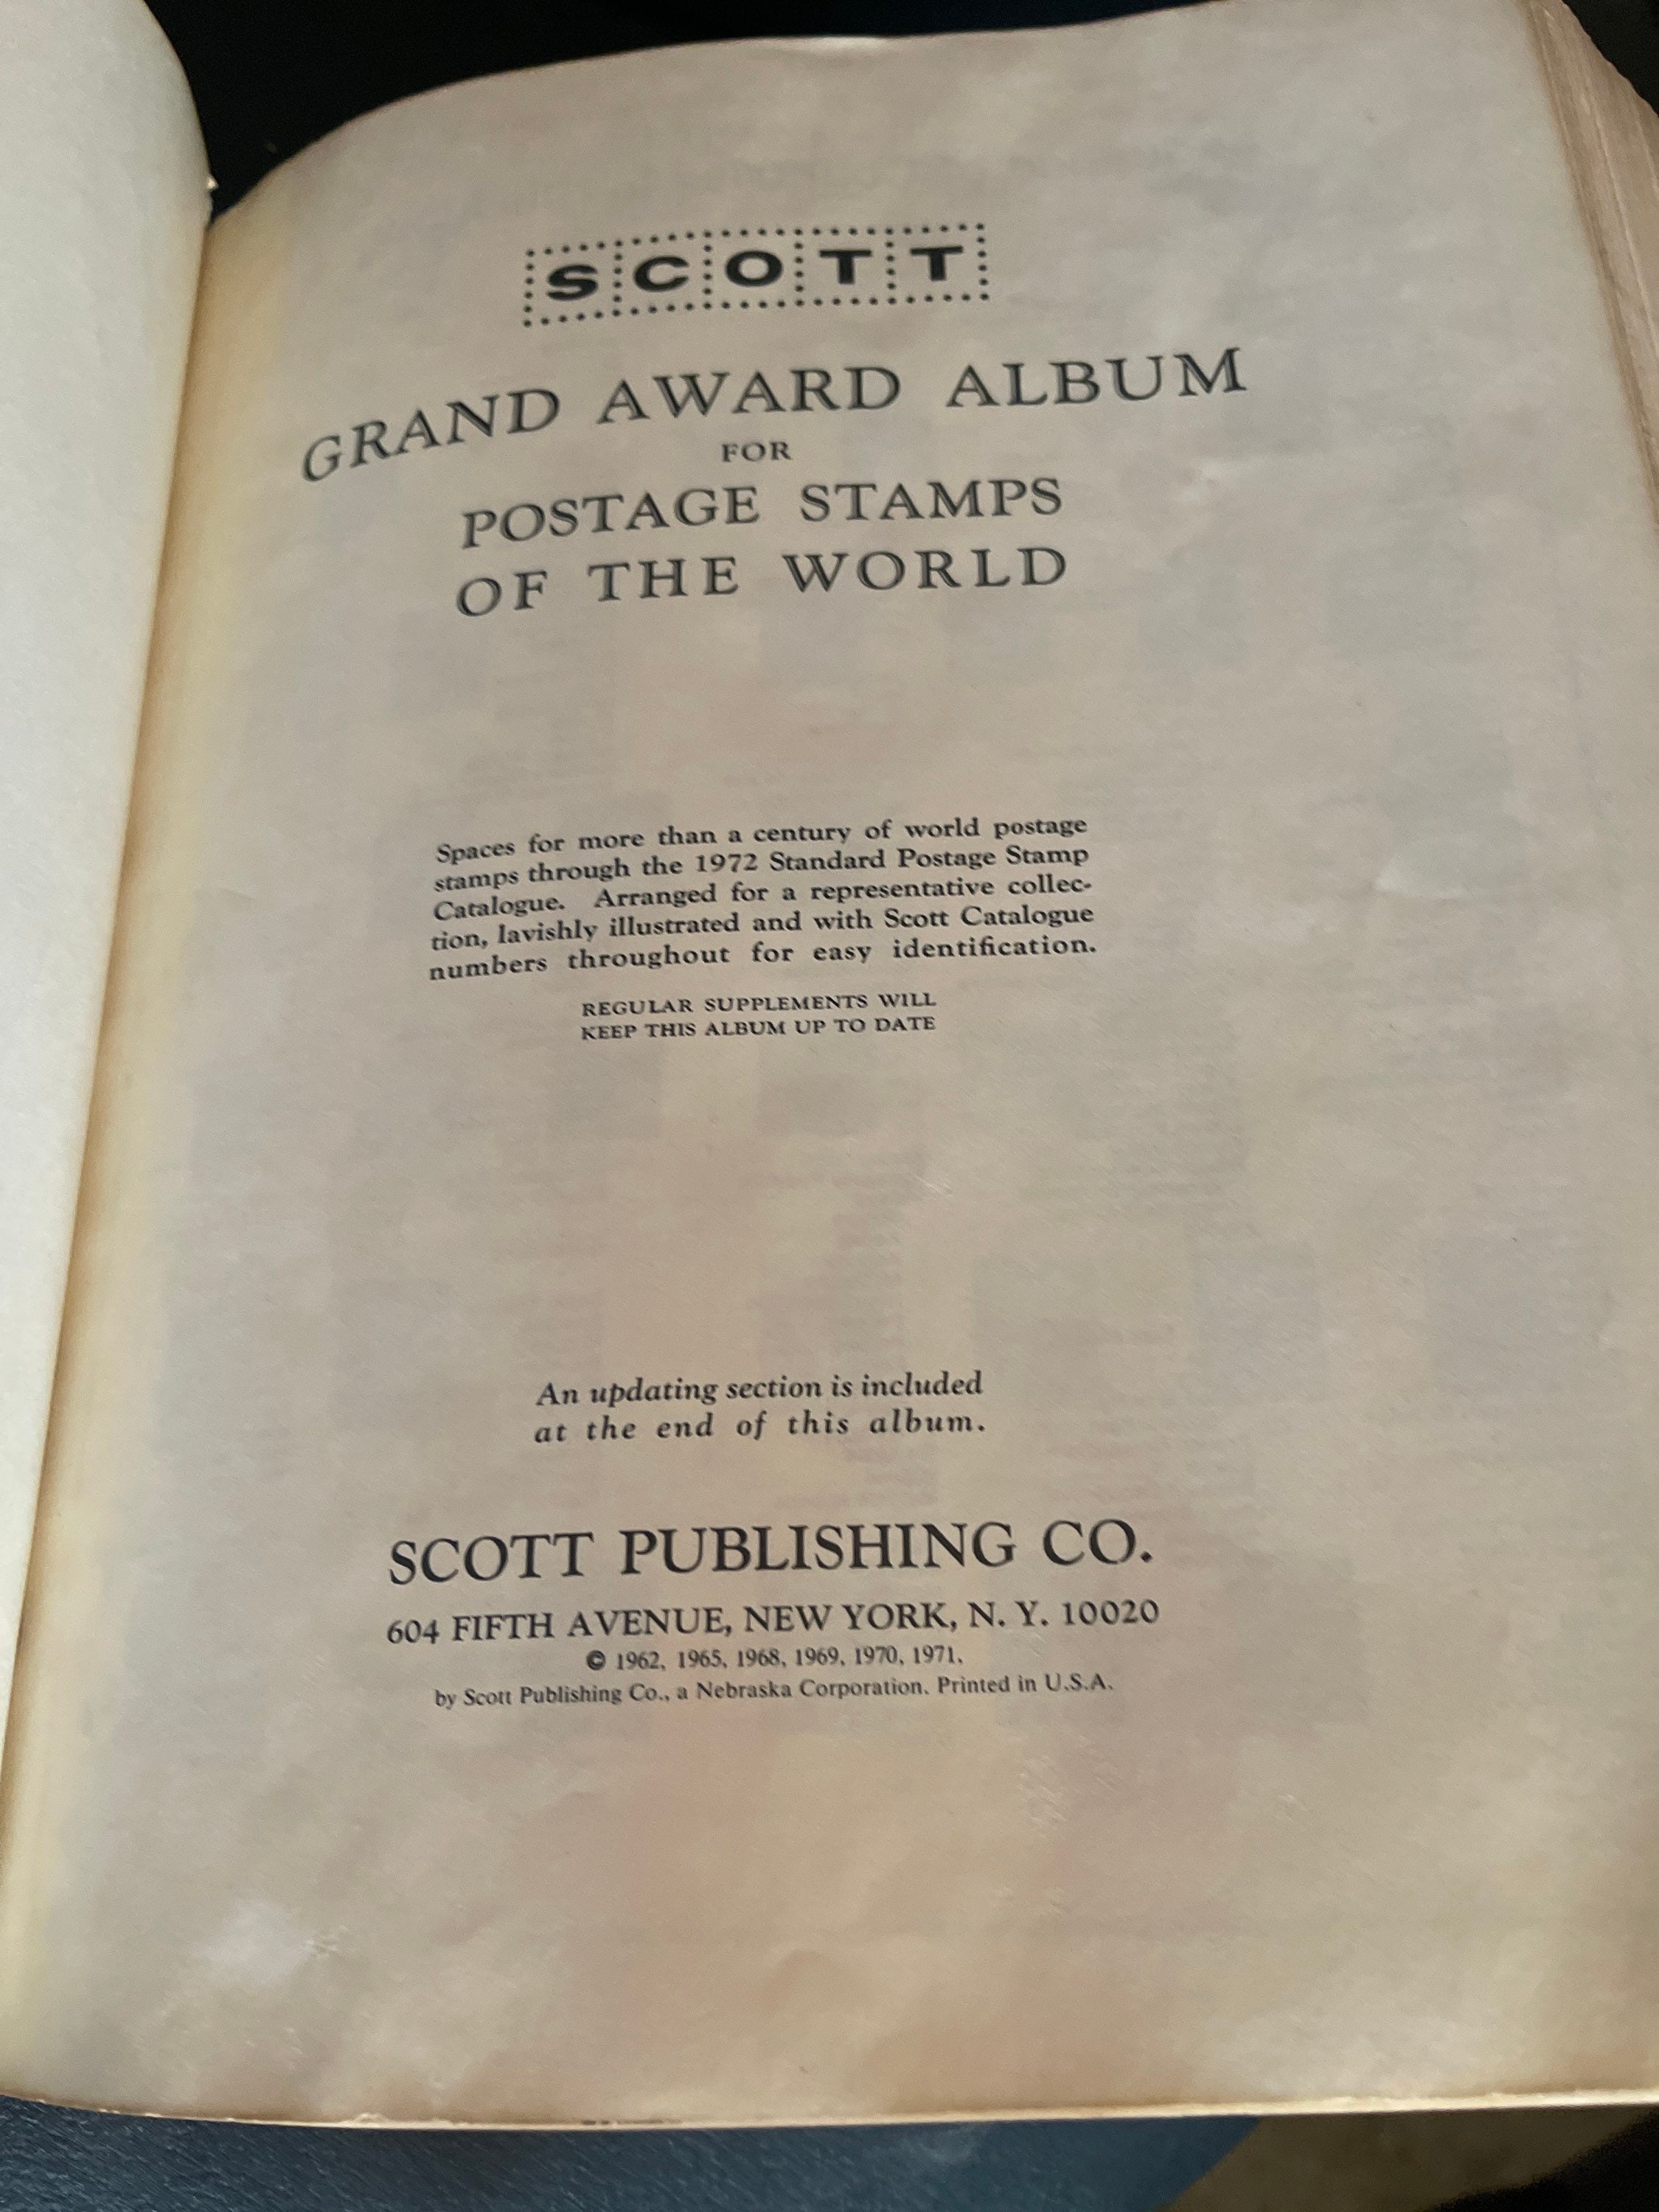 SCOTT
GRAND AWARD ALBUM
FOR
POSTAGE STAMPS
OF THE WORLD
Spaces for more than a century of world postage
stamps through the 1972 Standard Postage Stamp
Catalogue. Arranged for a representative collec-
tion, lavishly illustrated and with Scott Catalogue
numbers throughout for easy identification.
REGULAR SUPPLEMENTS WILL
KEEP THIS ALBUM UP TO DATE
An updating section is included
at the end of this album.
SCOTT PUBLISHING CO.
604 FIFTH AVENUE, NEW YORK, N. Y. 10020
© 1962, 1965, 1968, 1969, 1970, 1971,
by Scott Publishing Co., a Nebraska Corporation. Printed in U.S.A.